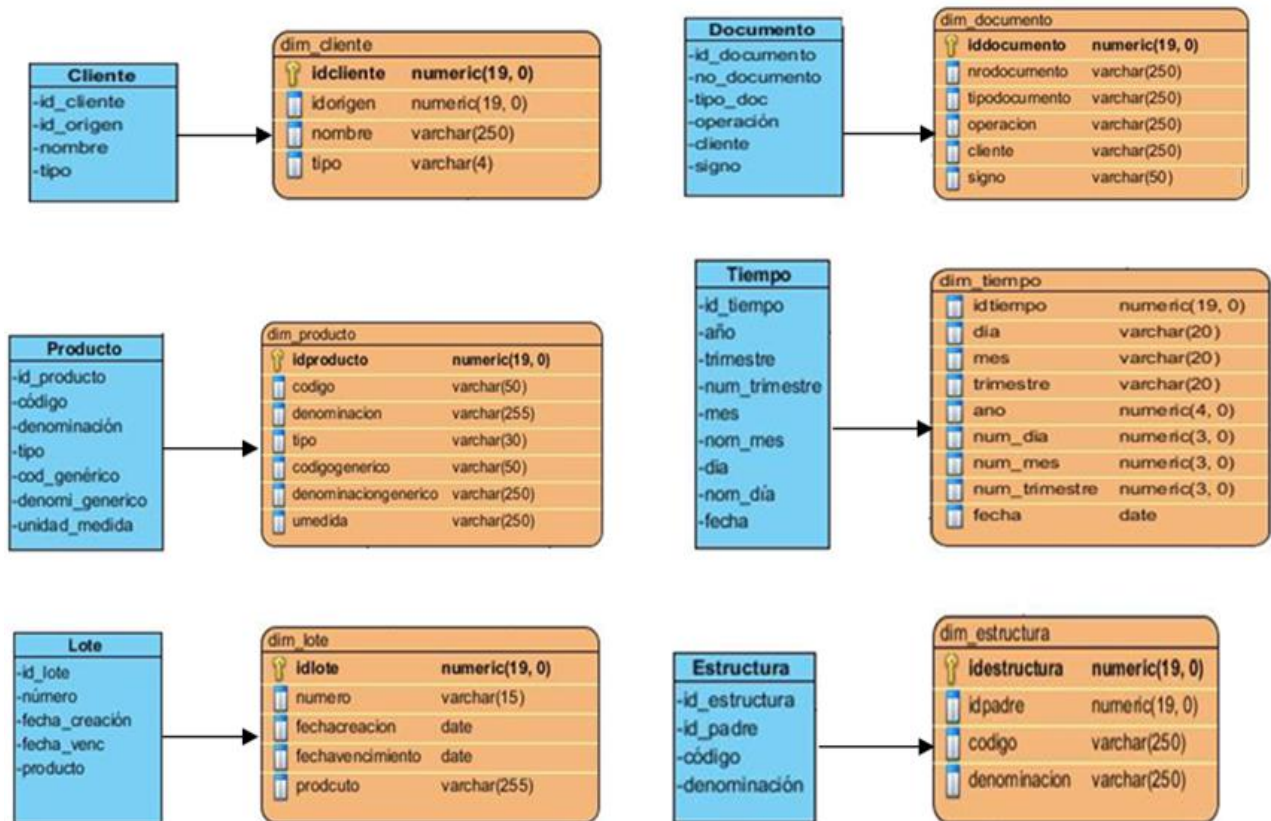 Cliente
-id_cliente
-id_origen
-nombre
-tipo
dim_cliente
idcliente numeric(19, 0)
idorigen numeric(19, 0)
nombre varchar(250)
tipo varchar(4)
Documento
-id_documento
-no_documento
-tipo_doc
-operación
-cliente
-signo
dim_documento
iddocumento numeric(19, 0)
nrodocumento varchar(250)
tipodocumento varchar(250)
operacion varchar(250)
cliente varchar(250)
signo varchar(50)
Producto
-id_producto
-código
-denominación
-tipo
-cod_genérico
-denomi_generico
-unidad_medida
dim_producto
idproducto numeric(19, 0)
codigo varchar(50)
denominacion varchar(255)
tipo varchar(30)
codigogenerico varchar(50)
denominaciongenerico varchar(250)
umedida varchar(250)
Tiempo
-id_tiempo
-año
-trimestre
-num_trimestre
-mes
-nom_mes
-dia
-nom_día
-fecha
dim_tiempo
idtiempo numeric(19, 0)
dia varchar(20)
mes varchar(20)
trimestre varchar(20)
ano numeric(4, 0)
num_dia numeric(3, 0)
num_mes numeric(3, 0)
num_trimestre numeric(3, 0)
fecha date
Lote
-id_lote
-número
-fecha_creación
-fecha_venc
-producto
dim_lote
idlote numeric(19, 0)
numero varchar(15)
fechacreacion date
fechavencimiento date
prodcuto varchar(255)
Estructura
-id_estructura
-id_padre
-código
-denominación
dim_estructura
idestructura numeric(19, 0)
idpadre numeric(19, 0)
codigo varchar(250)
denominacion varchar(250)